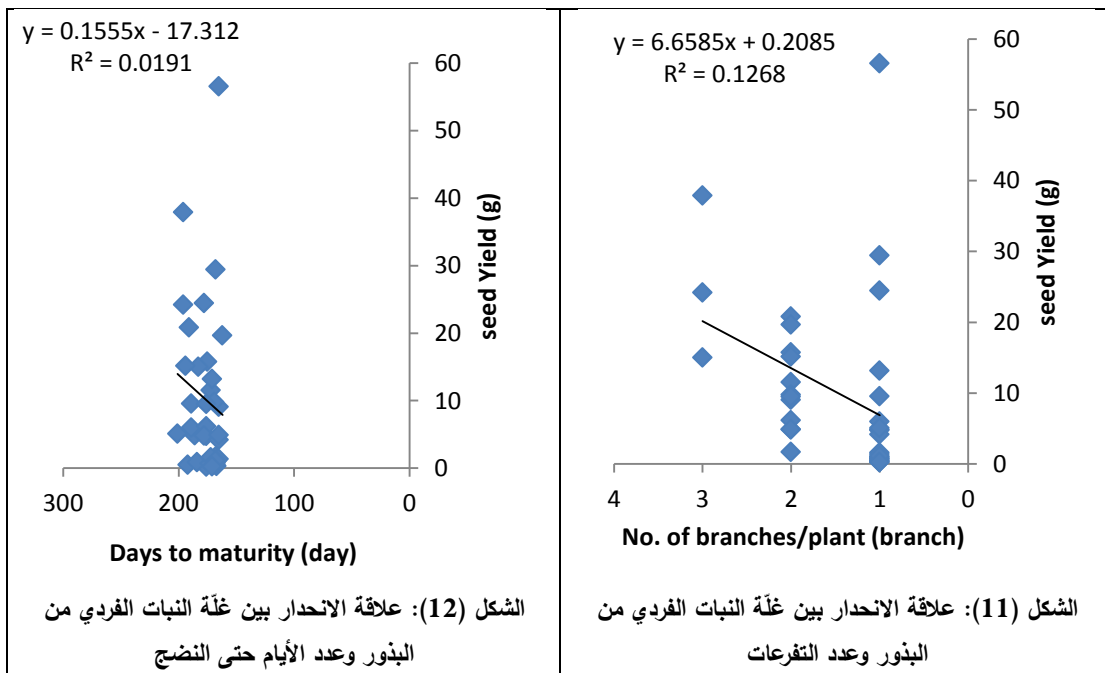 y = 6.6585x + 0.2085
R² = 0.1268
60
50
40
30
20
10
0
seed Yield (g)
4 3 2 1 0
No. of branches/plant (branch)
الشكل (11): علاقة الانحدار بين غلّة النبات الفردي من
البذور وعدد التفرعات
y = 0.1555x - 17.312
R² = 0.0191
60
50
40
30
20
10
0
seed Yield (g)
300 200 100 0
Days to maturity (day)
الشكل (12): علاقة الانحدار بين غلّة النبات الفردي من
البذور وعدد الأيام حتى النضج